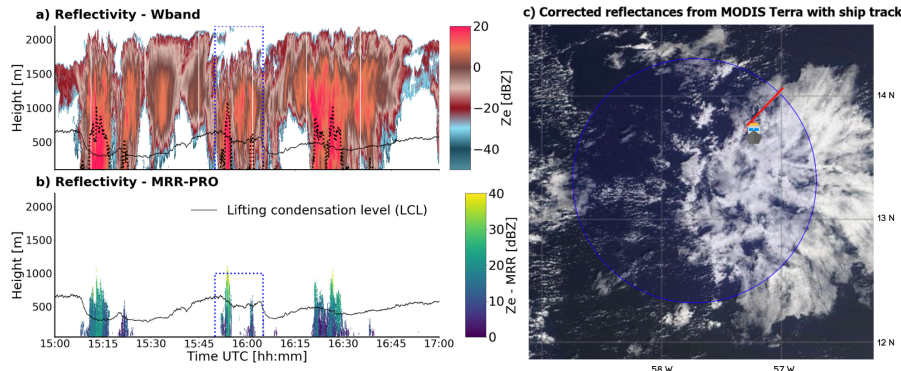 a) Reflectivity - Wband
2000
1500
1000
500
Height [m]
20
0
−20
−40
Ze [dBZ]
b) Reflectivity - MRR-PRO
Lifting condensation level (LCL)
2000
1500
1000
500
Height [m]
40
30
20
10
0
Ze - MRR [dBZ]
15:00 15:15 15:30 15:45 16:00 16:15 16:30 16:45 17:00
Time UTC [hh:mm]
c) Corrected reflectances from MODIS Terra with ship track
14 N
13 N
12 N
58 W 57 W